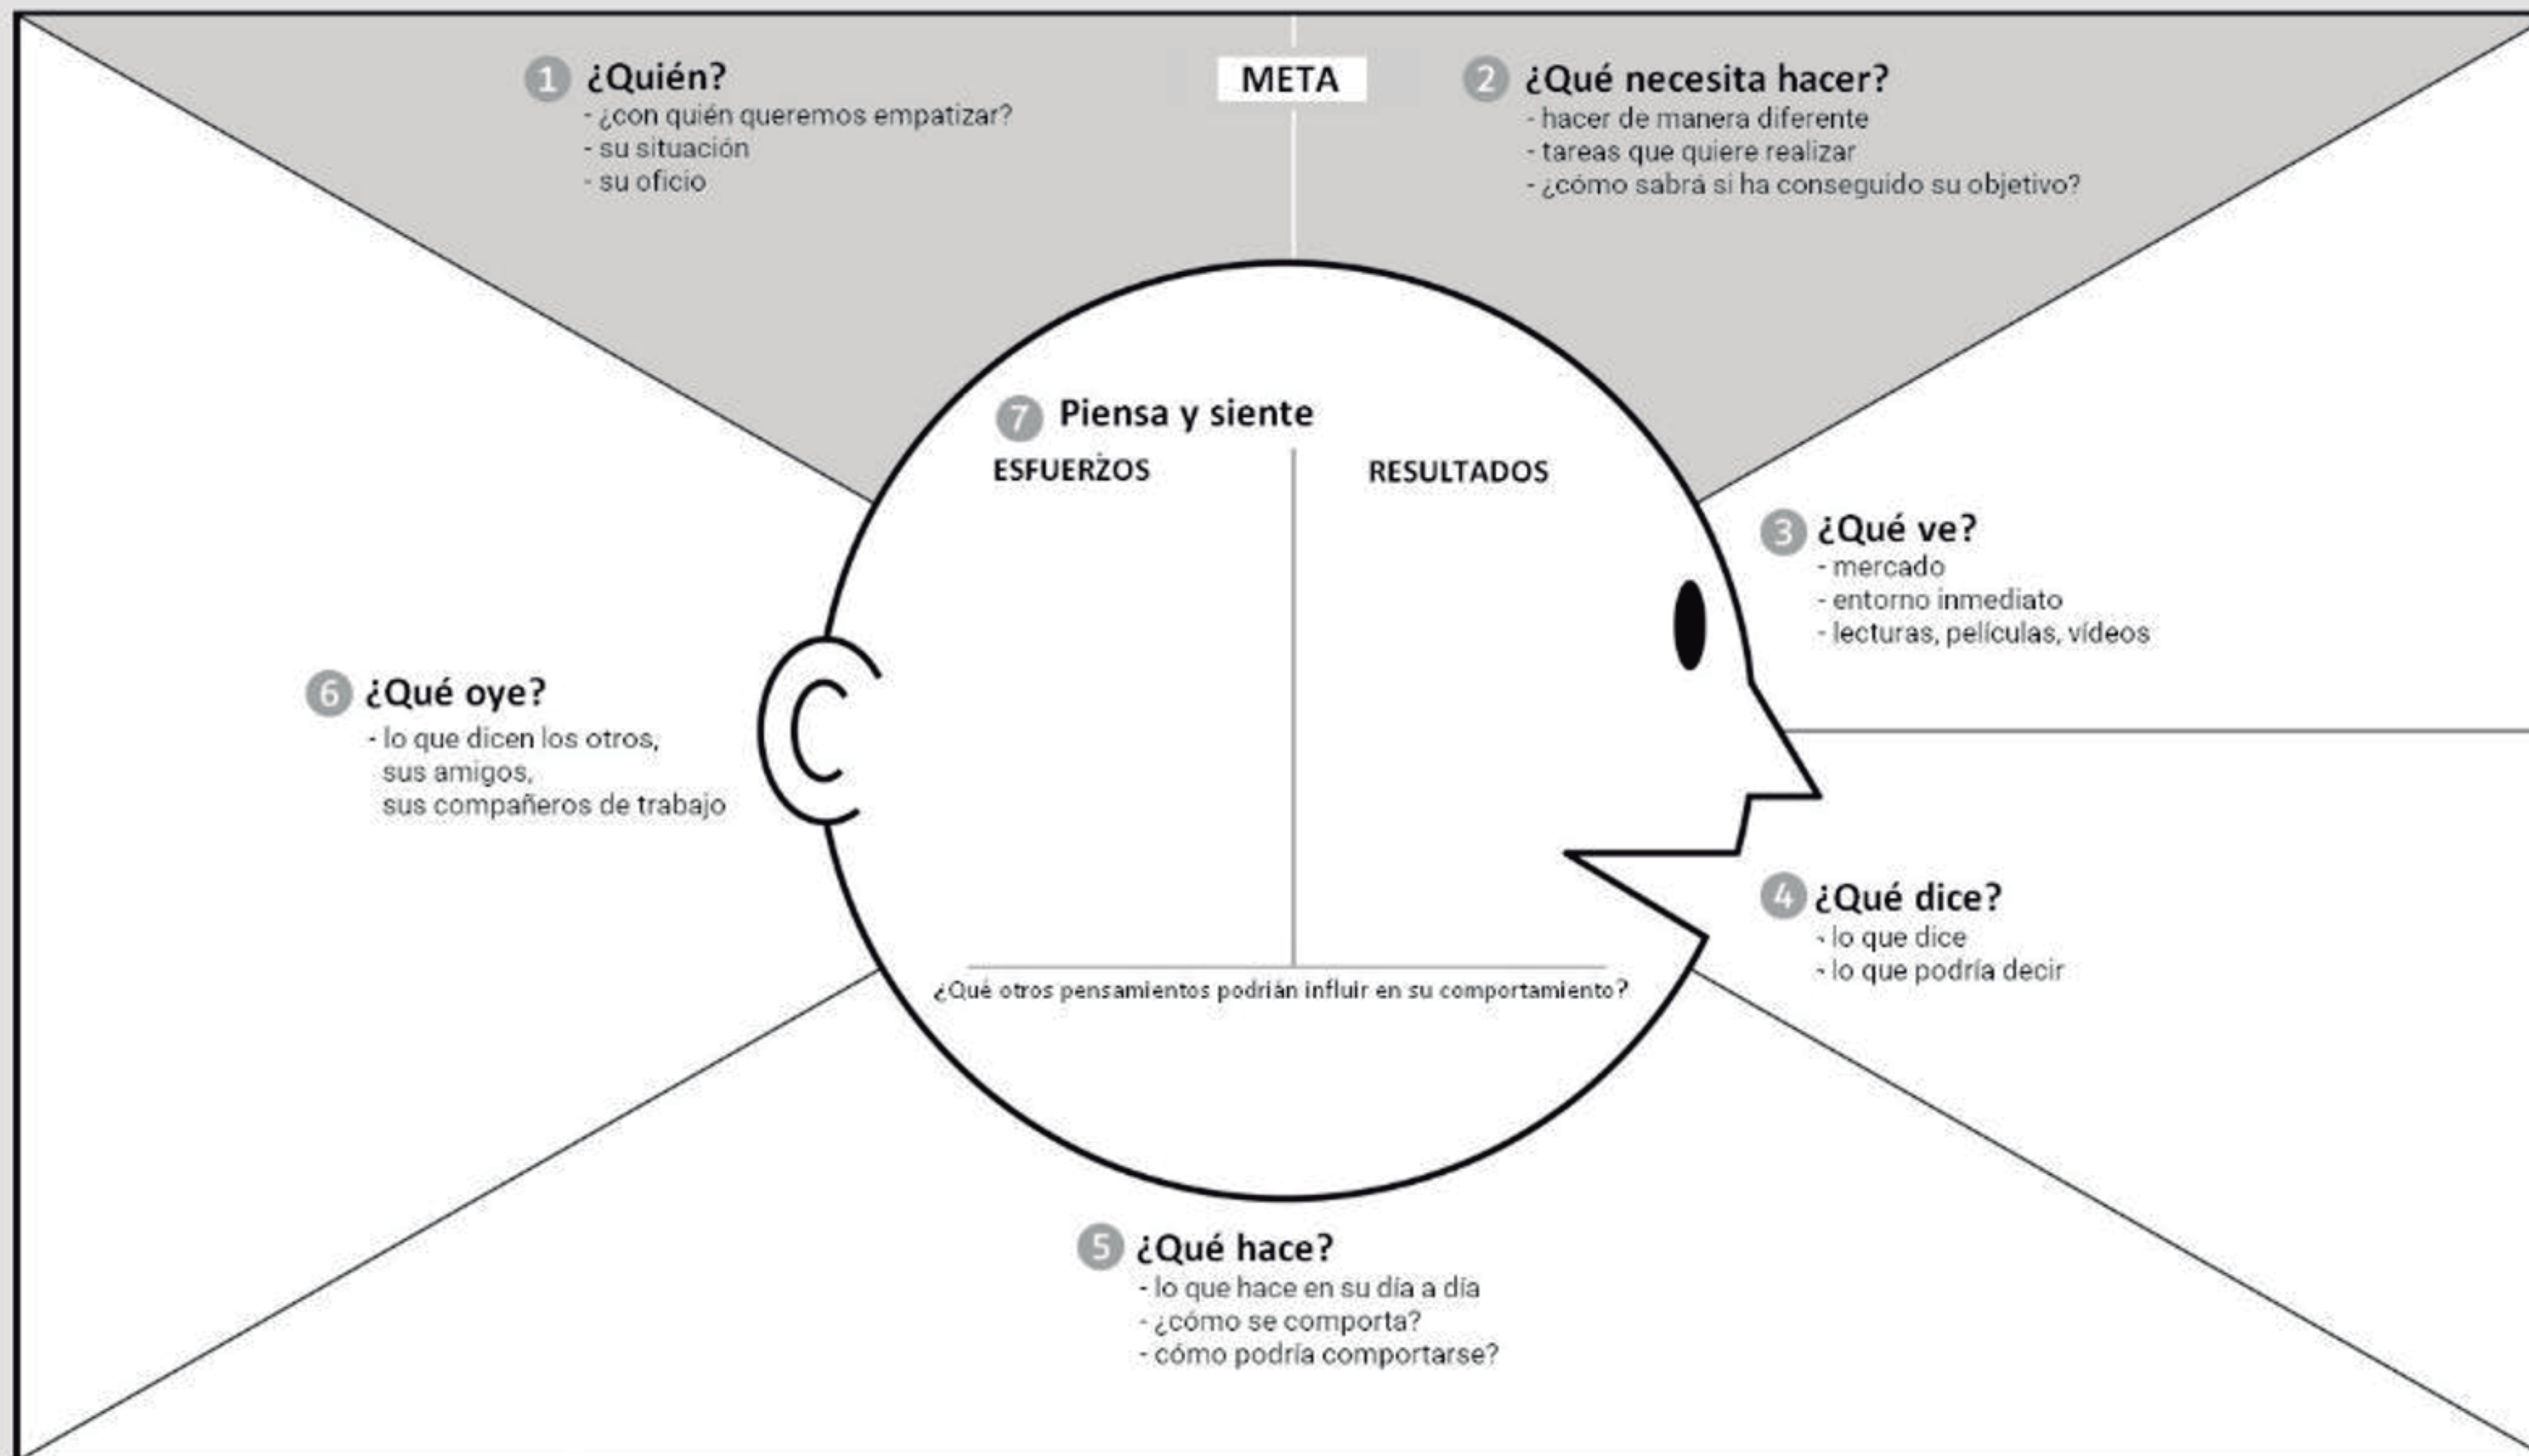 1 ¿Quién?
- ¿con quién queremos empatizar?
- su situación
- su oficio
META
2 ¿Qué necesita hacer?
- hacer de manera diferente
- tareas que quiere realizar
- ¿cómo sabrá si ha conseguido su objetivo?
3 ¿Qué ve?
- mercado
- entorno inmediato
- lecturas, películas, vídeos
4 ¿Qué dice?
- lo que dice
- lo que podría decir
5 ¿Qué hace?
- lo que hace en su día a día
- ¿cómo se comporta?
- cómo podría comportarse?
6 ¿Qué oye?
- lo que dicen los otros,
sus amigos,
sus compañeros de trabajo
7 Piensa y siente
ESFUERŻOS
RESULTADOS
¿Qué otros pensamientos podrián influir en su comportamiento?